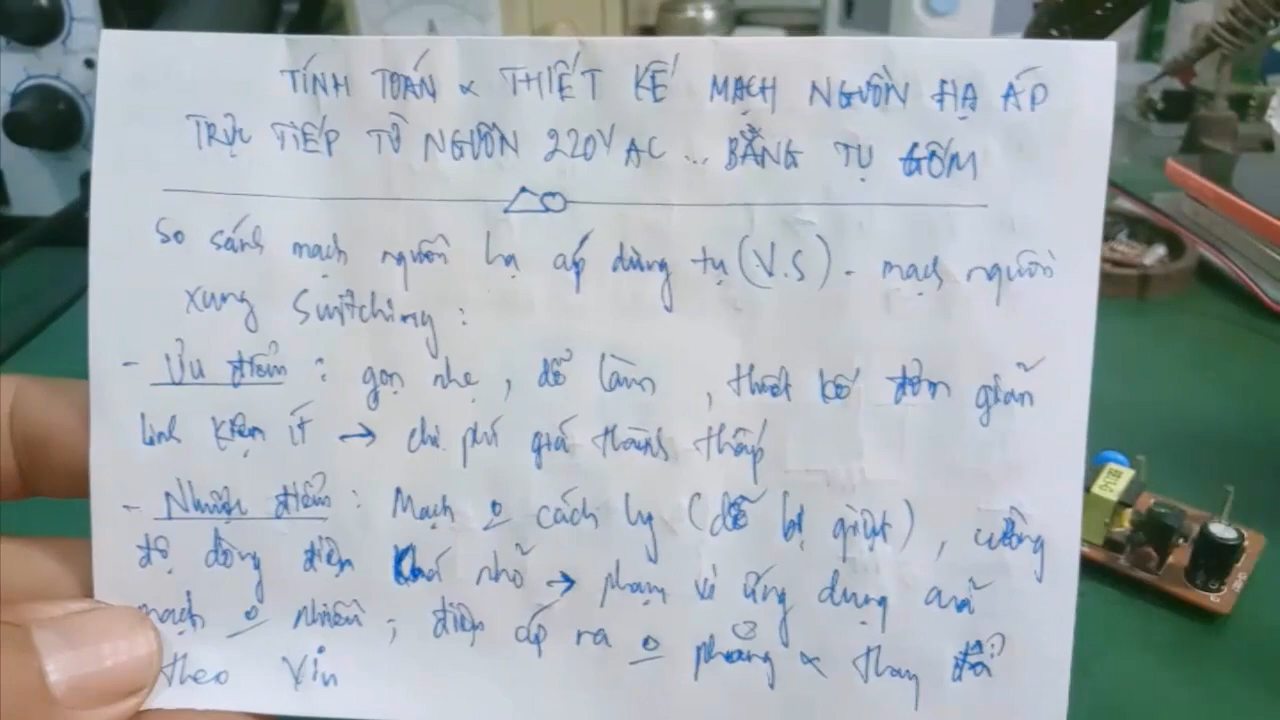 TÍNH TOÁN & THIẾT KẾ MẠCH NGUỒN HẠ ÁP
TRỰC TIẾP TỪ NGUỒN 220V AC ... BẰNG TỤ GỐM
So sánh mạch nguồn hạ áp dùng tụ (V.S) - mạch nguồn
xung Switching :
- Ưu điểm : gọn nhẹ, dễ làm, thiết kế đơn giản
linh kiện ít → chi phí giá thành thấp
- Nhược điểm : Mạch o cách ly (dễ bị giật), cường
độ dòng điện khá nhỏ → phạm vi ứng dụng của
mạch o nhiều, điện áp ra o phẳng & thay đổi
theo Vin